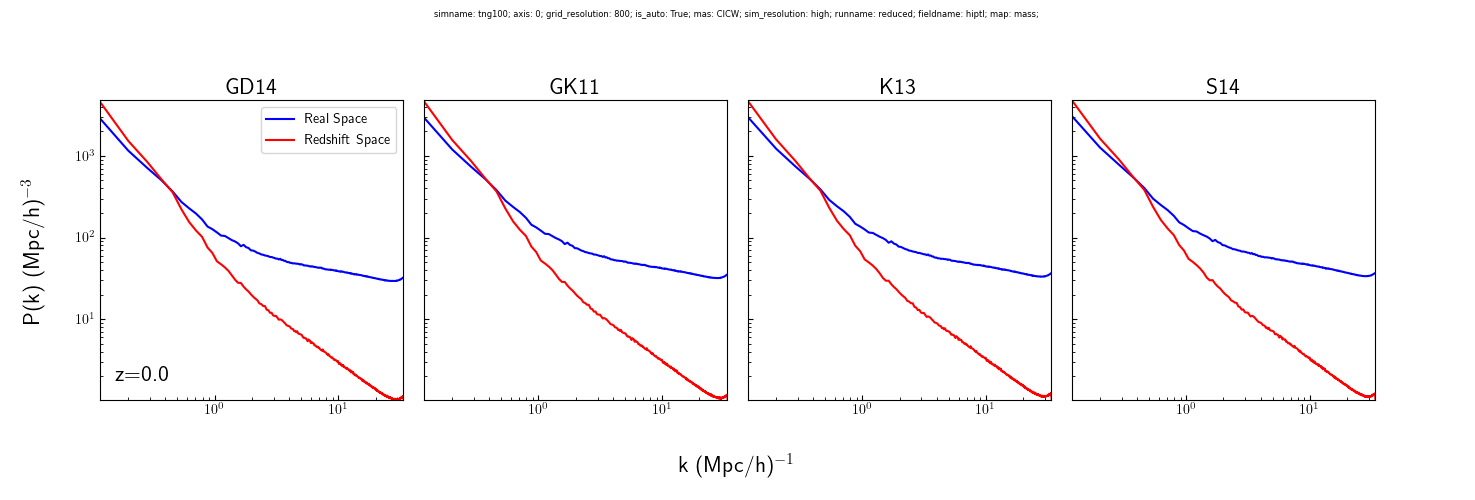 simname: tng100; axis: 0; grid_resolution: 800; is_auto: True; mas: CICW; sim_resolution: high; runname: reduced; fieldname: hiptl; map: mass;
GD14 GK11 K13 S14
Real Space
Redshift Space
10³
10²
10¹
P(k) (Mpc/h)⁻³
z=0.0
10⁰ 10¹ 10⁰ 10¹ 10⁰ 10¹ 10⁰ 10¹
k (Mpc/h)⁻¹